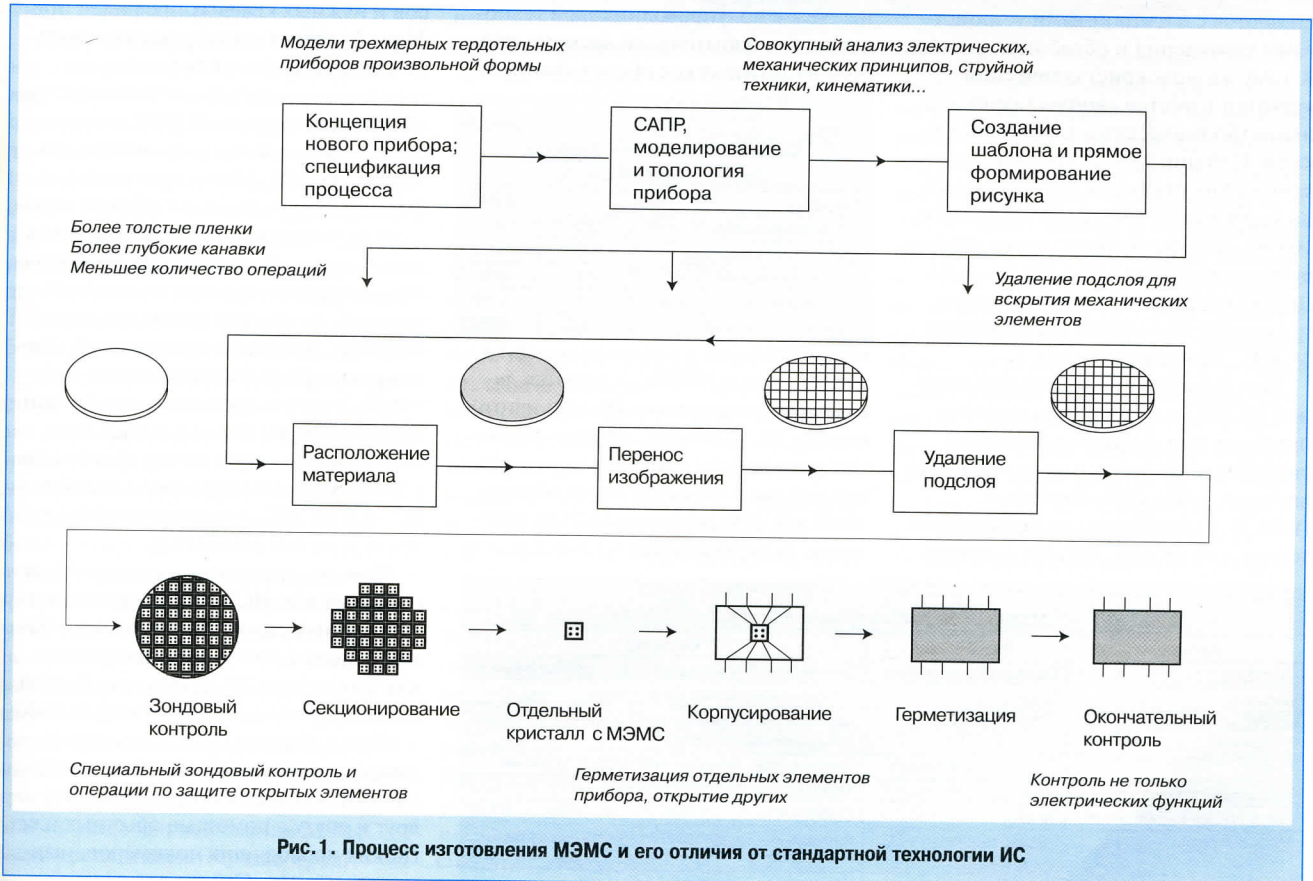 Модели трехмерных тердотельных
приборов произвольной формы
Совокупный анализ электрических,
механических принципов, струйной
техники, кинематики...
Концепция
нового прибора;
спецификация
процесса
САПР,
моделирование
и топология
прибора
Создание
шаблона и прямое
формирование
рисунка
Более толстые пленки
Более глубокие канавки
Меньшее количество операций
Удаление подслоя для
вскрытия механических
элементов
Расположение
материала
Перенос
изображения
Удаление
подслоя
Зондовый
контроль
Секционирование
Отдельный
кристалл с МЭМС
Корпусирование
Герметизация
Окончательный
контроль
Специальный зондовый контроль и
операции по защите открытых элементов
Герметизация отдельных элементов
прибора, открытие других
Контроль не только
электрических функций
Рис.1. Процесс изготовления МЭМС и его отличия от стандартной технологии ИС